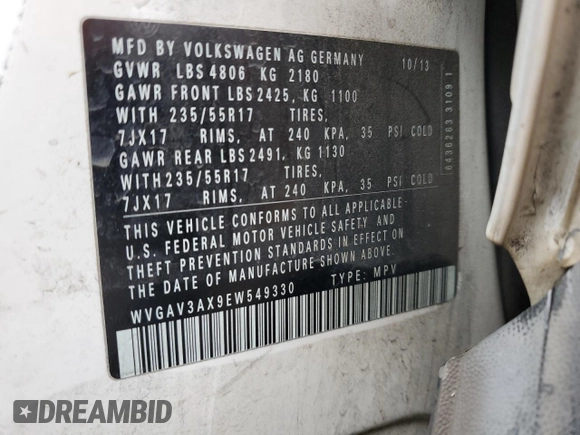 MFD BY VOLKSWAGEN AG GERMANY 10/13
GVWR LBS 4806 KG 2180
GAWR FRONT LBS 2425, KG 1100
WITH 235/55R17 TIRES,
7JX17 RIMS, AT 240 KPA, 35 PSI COLD
GAWR REAR LBS 2491, KG 1130
WITH 235/55R17 TIRES,
7JX17 RIMS, AT 240 KPA, 35 PSI COLD
THIS VEHICLE CONFORMS TO ALL APPLICABLE
U.S. FEDERAL MOTOR VEHICLE SAFETY AND
THEFT PREVENTION STANDARDS IN EFFECT ON
THE DATE OF MANUFACTURE SHOWN ABOVE.
WVGAV3AX9EW549330 TYPE: MPV
6436263 3109 1
DREAMBID